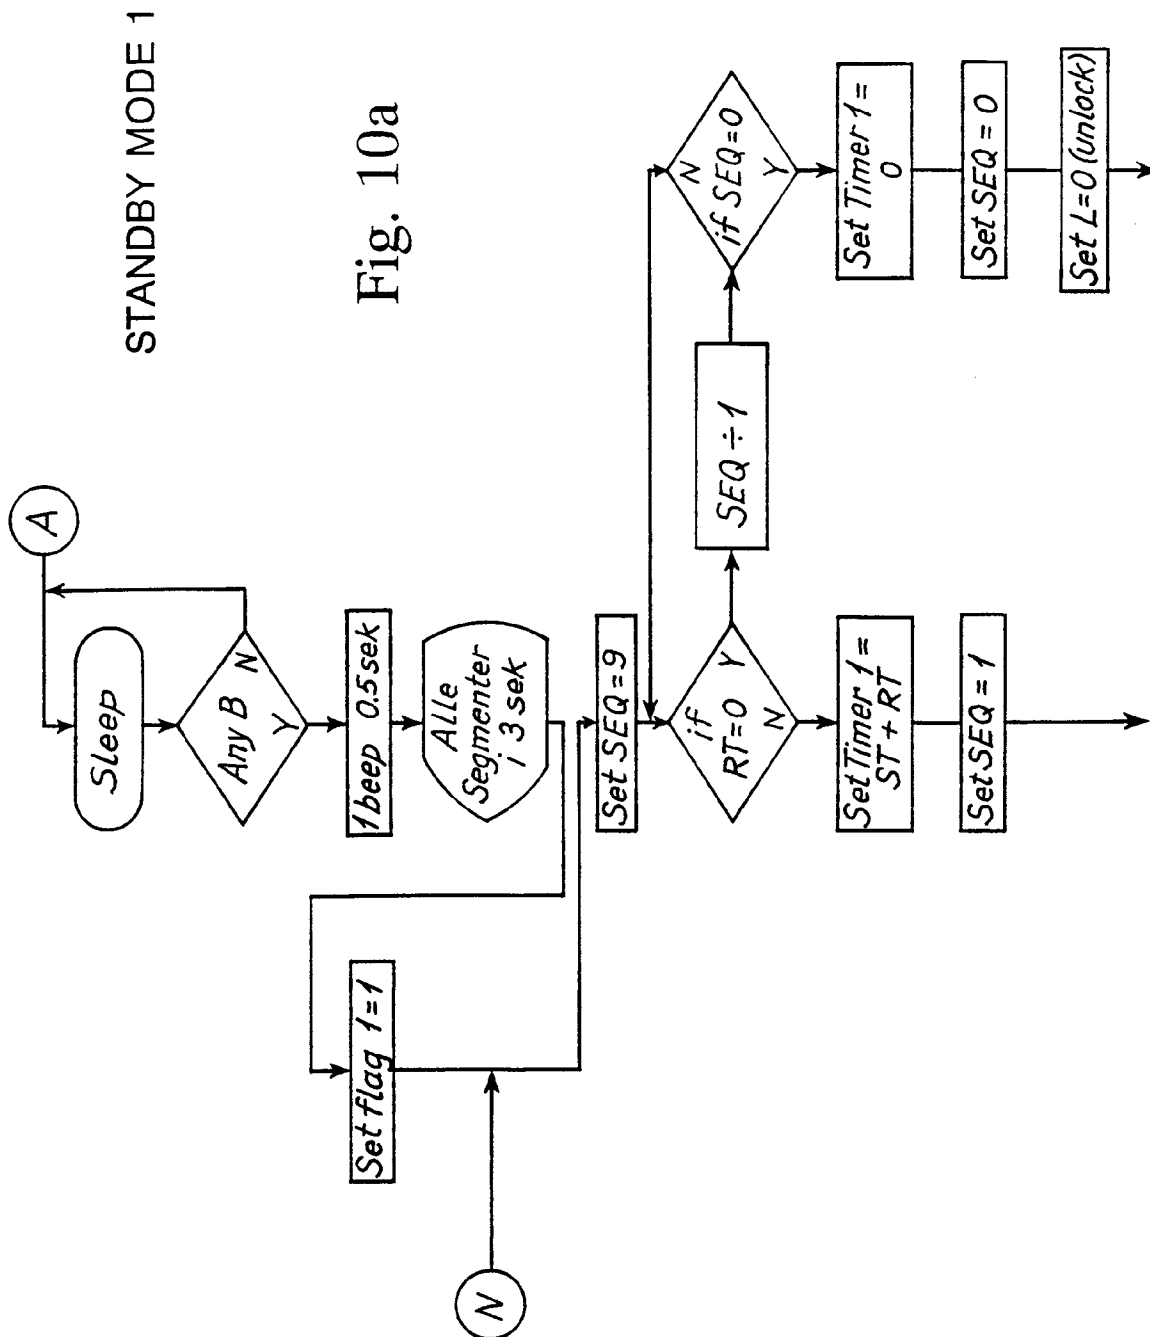 STANDBY MODE 1
Fig. 10a
A
Sleep
Any B
N
Y
1 beep 0.5 sek
Alle
Segmenter
i 3 sek
Set flag 1=1
N
Set SEQ=9
if
RT=0
Y
N
SEQ ÷ 1
N
if SEQ=0
Y
Set Timer 1=
ST + RT
Set SEQ = 1
Set Timer 1=
0
Set SEQ = 0
Set L=0 (unlock)